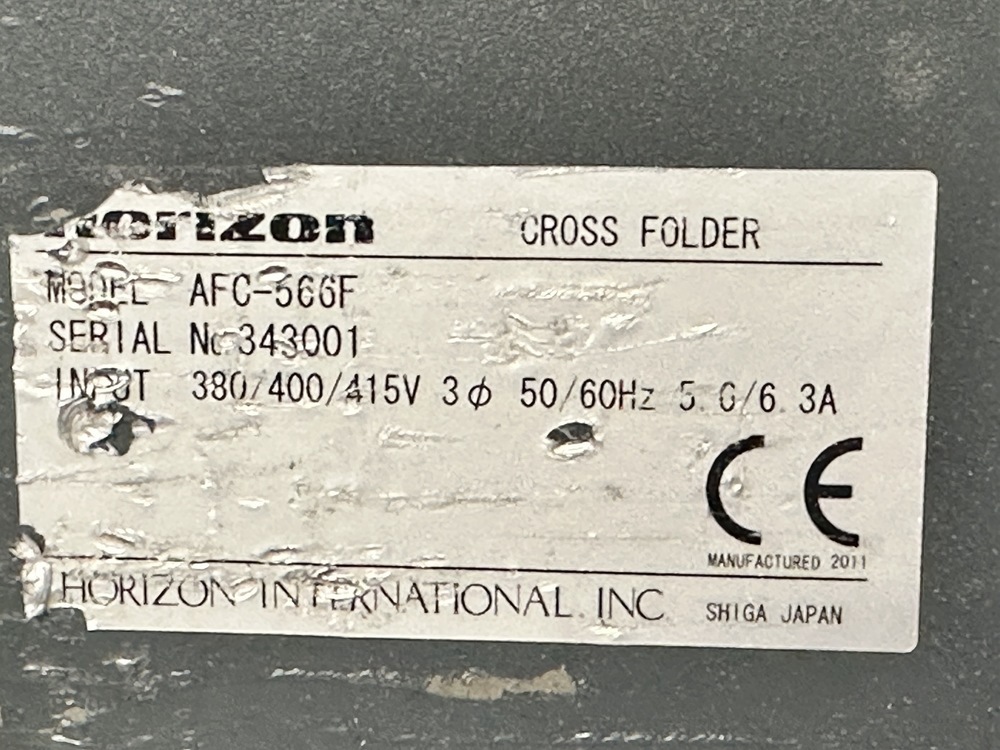 Horizon CROSS FOLDER
MODEL AFC-566F
SERIAL No 343001
INPUT 380/400/415V 3φ 50/60Hz 5.0/6.3A
CE
MANUFACTURED 2011
HORIZON INTERNATIONAL. INC. SHIGA JAPAN